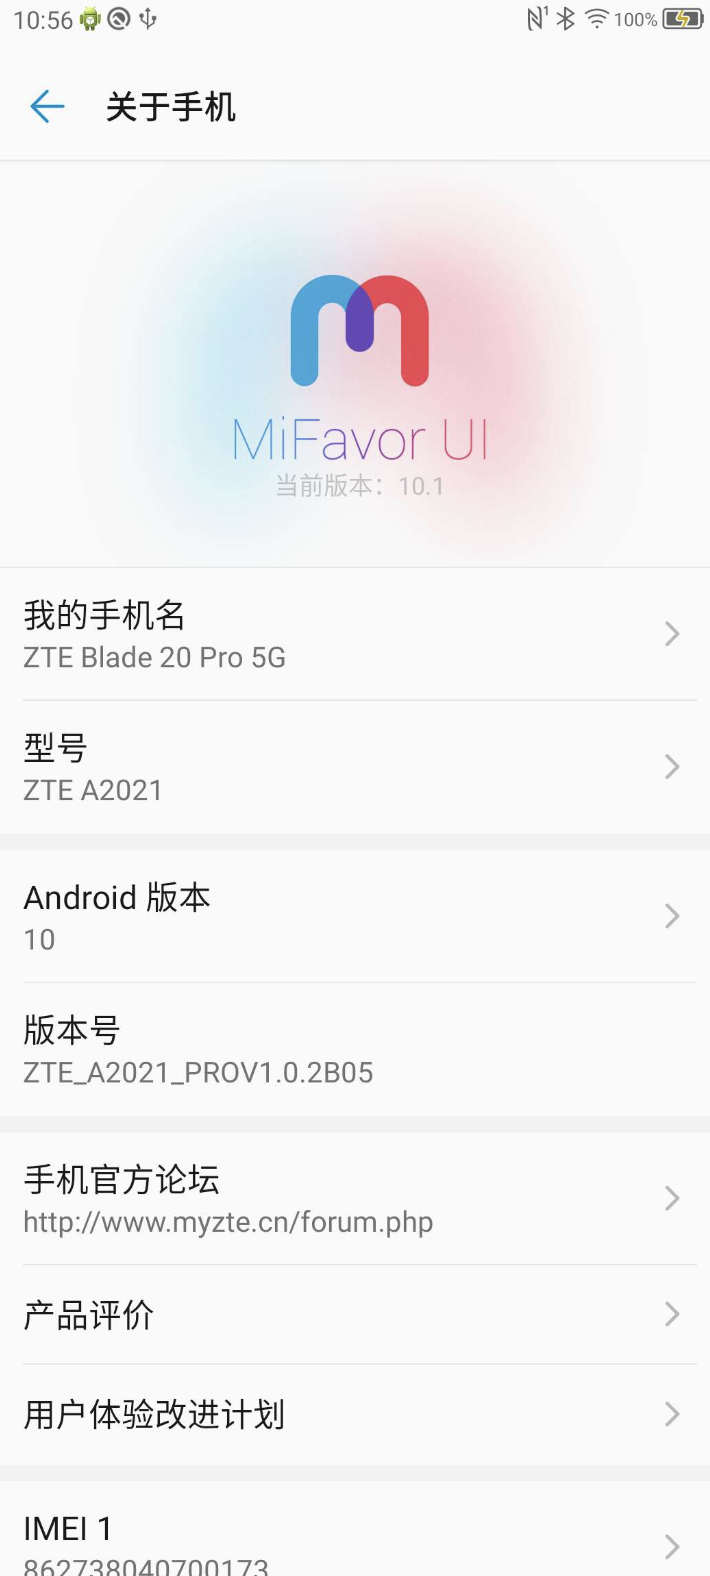 10:56
100%
关于手机
MiFavor UI
当前版本：10.1
我的手机名
ZTE Blade 20 Pro 5G
型号
ZTE A2021
Android 版本
10
版本号
ZTE_A2021_PROV1.0.2B05
手机官方论坛
http://www.myzte.cn/forum.php
产品评价
用户体验改进计划
IMEI 1
862738040700173